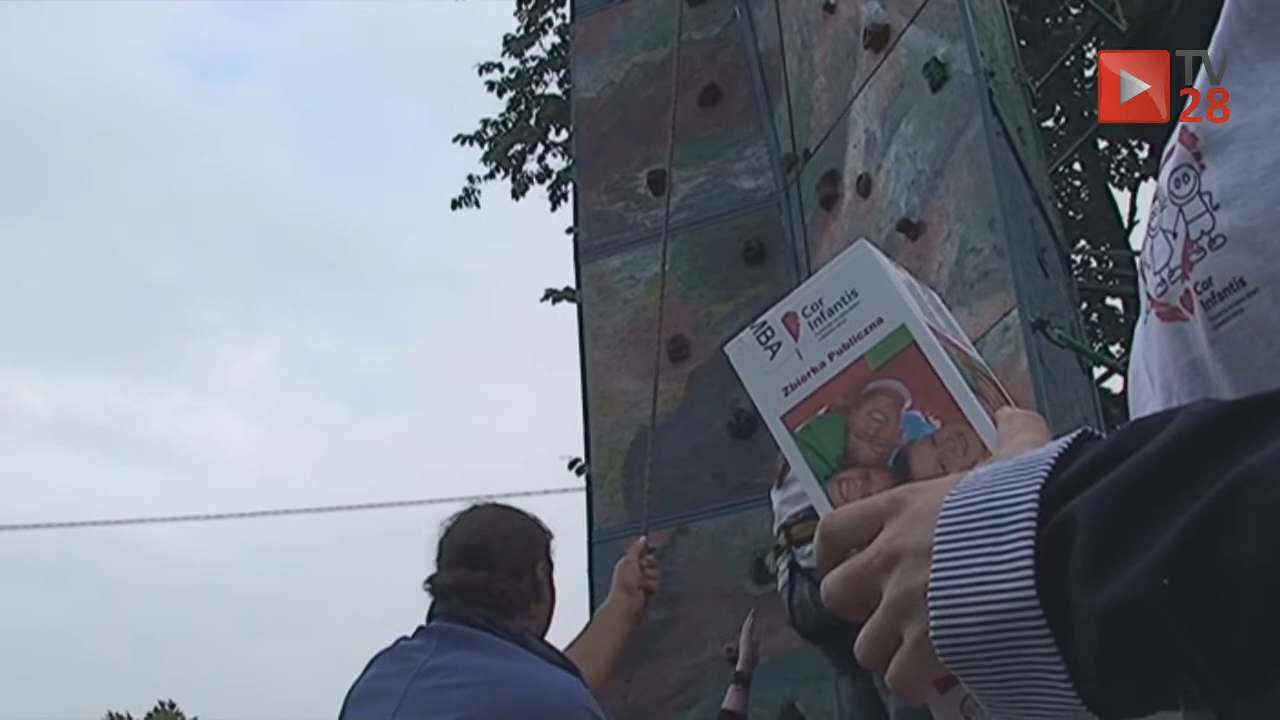 TV
28
Cor
Infantis
MBA
Cor
Infantis
Zbiórka Publiczna